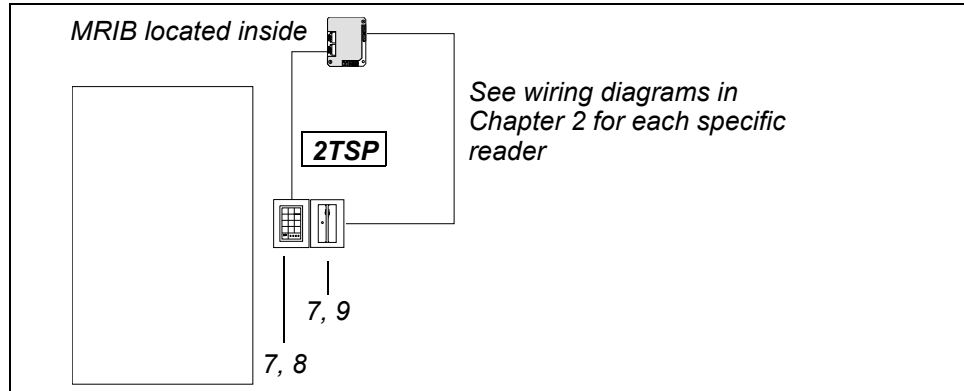 MRIB located inside
See wiring diagrams in
Chapter 2 for each specific
reader
2TSP
7, 9
7, 8